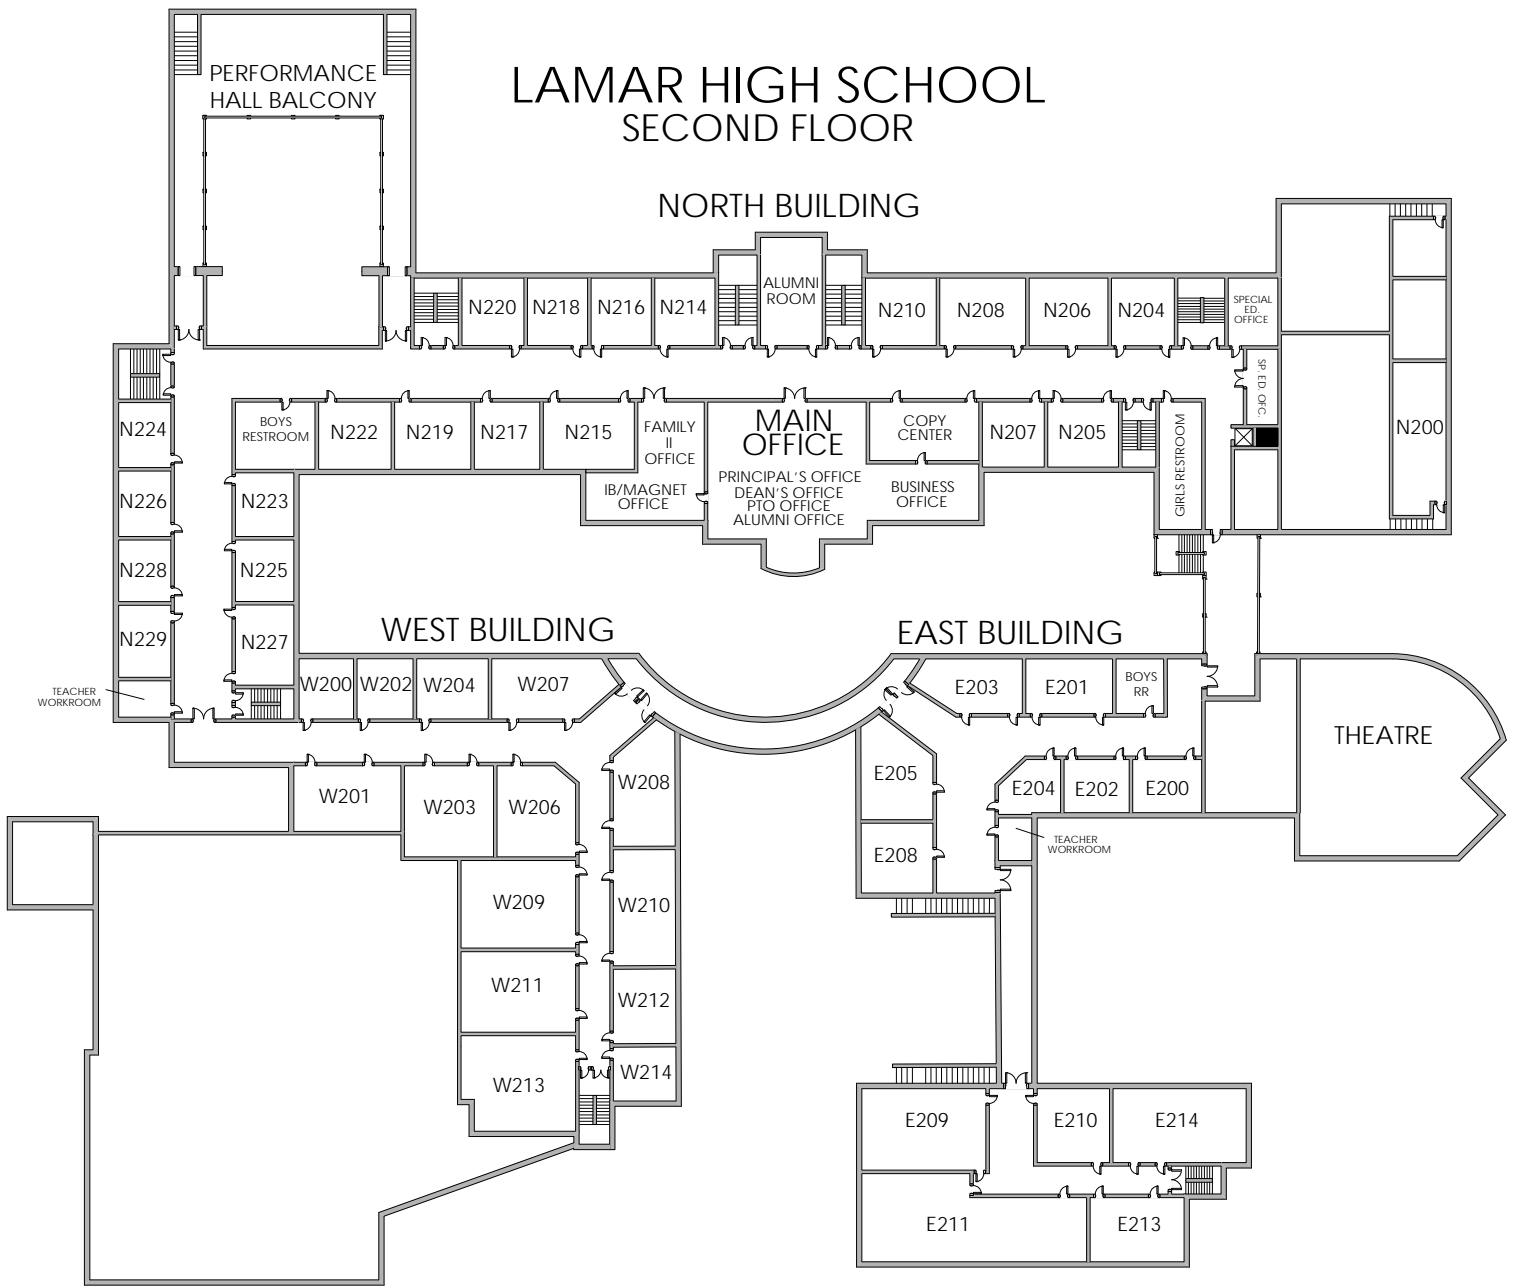 PERFORMANCE
HALL BALCONY
LAMAR HIGH SCHOOL
SECOND FLOOR
NORTH BUILDING
ALUMNI
ROOM
N220
N218
N216
N214
N210
N208
N206
N204
SPECIAL
ED.
OFFICE
SP. ED. OFC.
N224
BOYS
RESTROOM
N222
N219
N217
N215
FAMILY
II
OFFICE
MAIN
OFFICE
COPY
CENTER
N207
N205
GIRLS RESTROOM
N200
PRINCIPAL'S OFFICE
DEAN'S OFFICE
PTO OFFICE
ALUMNI OFFICE
IB/MAGNET
OFFICE
BUSINESS
OFFICE
N226
N223
N228
N225
N229
N227
TEACHER
WORKROOM
WEST BUILDING
EAST BUILDING
W200
W202
W204
W207
E203
E201
BOYS
RR
THEATRE
W201
W203
W206
W208
E205
E204
E202
E200
TEACHER
WORKROOM
E208
W209
W210
W211
W212
W213
W214
E209
E210
E214
E211
E213